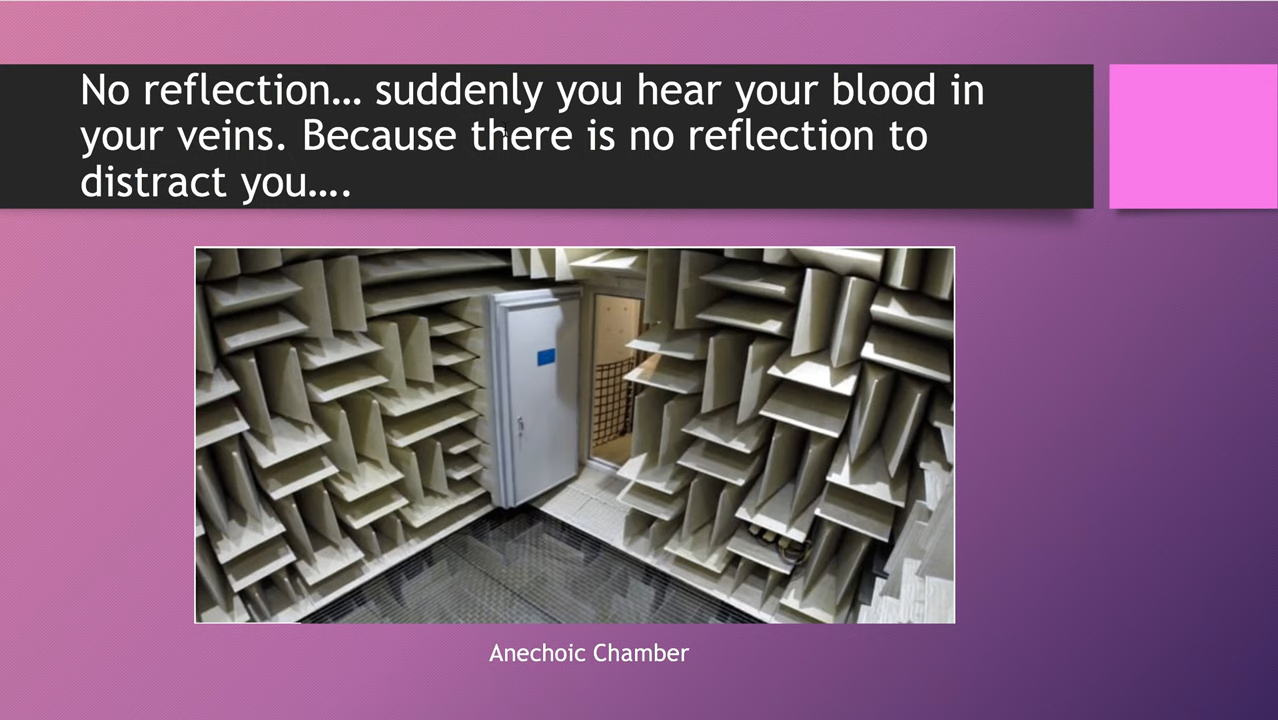 No reflection… suddenly you hear your blood in
your veins. Because there is no reflection to
distract you….
Anechoic Chamber